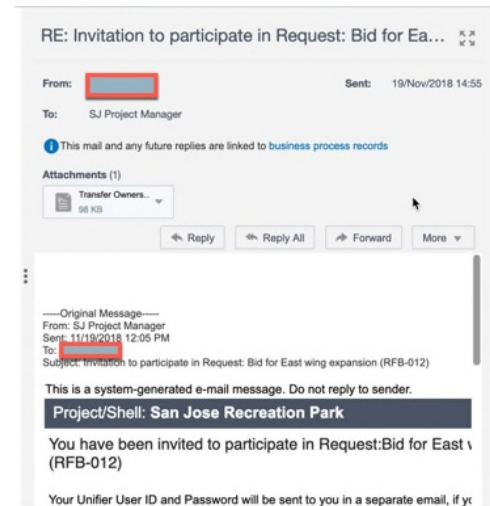 RE: Invitation to participate in Request: Bid for Ea...
From:
Sent: 19/Nov/2018 14:55
To: SJ Project Manager
This mail and any future replies are linked to business process records
Attachments (1)
Transfer Owners..
98 KB
Reply
Reply All
Forward
More
-----Original Message-----
From: SJ Project Manager
Sent: 11/19/2018 12:05 PM
To:
Subject: Invitation to participate in Request: Bid for East wing expansion (RFB-012)
This is a system-generated e-mail message. Do not reply to sender.
Project/Shell: San Jose Recreation Park
You have been invited to participate in Request:Bid for East
(RFB-012)
Your Unifier User ID and Password will be sent to you in a separate email, if